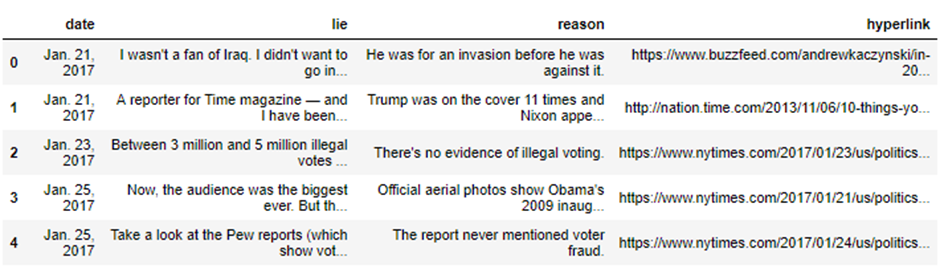 date lie reason hyperlink
0 Jan. 21, 2017 I wasn't a fan of Iraq. I didn't want to go in... He was for an invasion before he was against it. https://www.buzzfeed.com/andrewkaczynski/in-20...
1 Jan. 21, 2017 A reporter for Time magazine — and I have been... Trump was on the cover 11 times and Nixon appe... http://nation.time.com/2013/11/06/10-things-yo...
2 Jan. 23, 2017 Between 3 million and 5 million illegal votes ... There's no evidence of illegal voting. https://www.nytimes.com/2017/01/23/us/politics...
3 Jan. 25, 2017 Now, the audience was the biggest ever. But th... Official aerial photos show Obama's 2009 inaug... https://www.nytimes.com/2017/01/21/us/politics...
4 Jan. 25, 2017 Take a look at the Pew reports (which show vot... The report never mentioned voter fraud. https://www.nytimes.com/2017/01/24/us/politics...